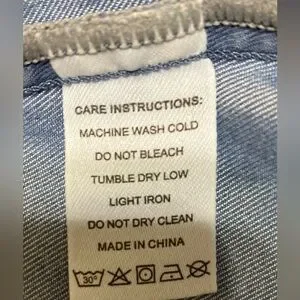 CARE INSTRUCTIONS:
MACHINE WASH COLD
DO NOT BLEACH
TUMBLE DRY LOW
LIGHT IRON
DO NOT DRY CLEAN
MADE IN CHINA
30°